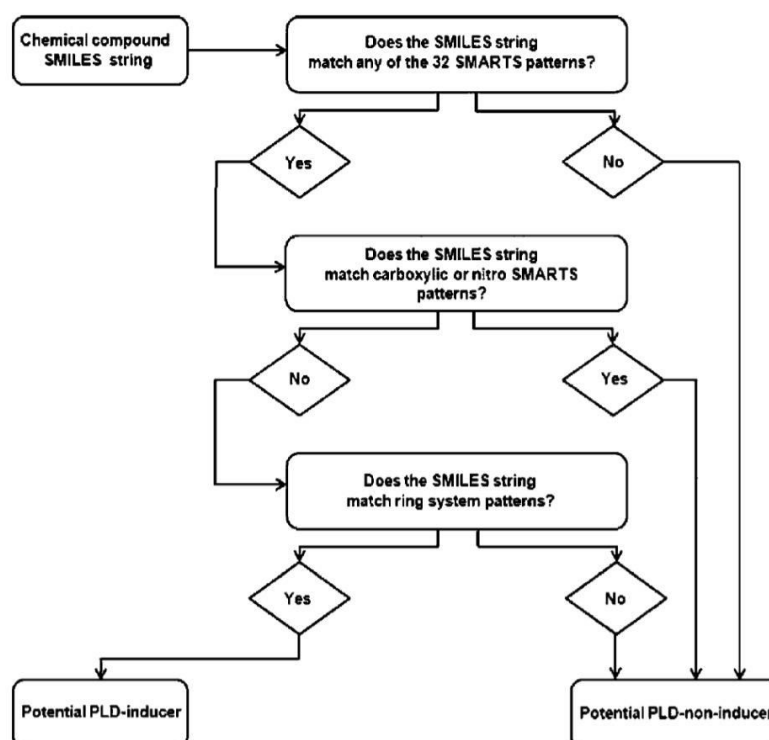 Chemical compound
SMILES string
Does the SMILES string
match any of the 32 SMARTS patterns?
Yes
No
Does the SMILES string
match carboxylic or nitro SMARTS
patterns?
No
Yes
Does the SMILES string
match ring system patterns?
Yes
No
Potential PLD-inducer
Potential PLD-non-inducer